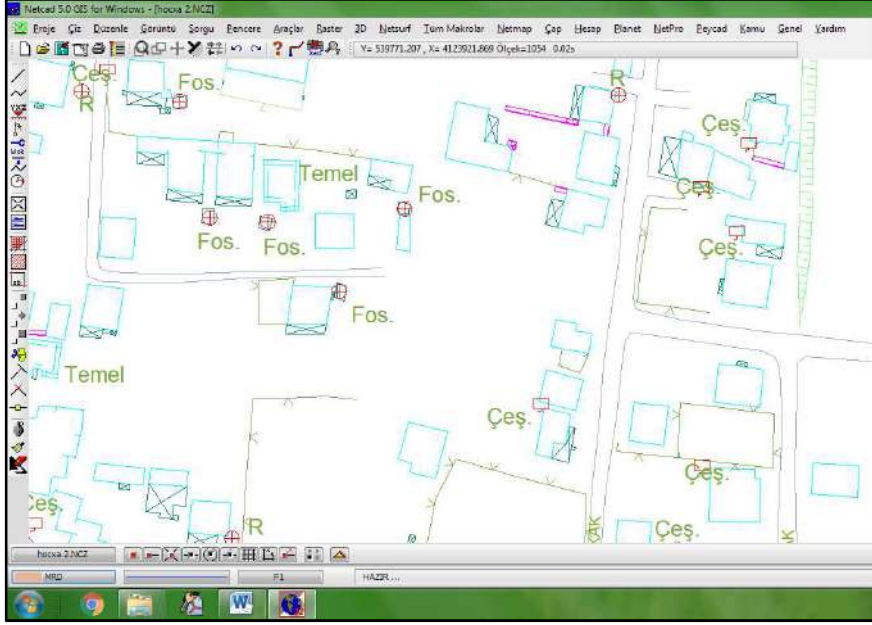 Netcad 5.0 GIS for Windows - [hocxa 2.NCZ]
Proje Çiz Düzenle Görüntü Sorgu Pencere Araçlar Raster 3D Netsurf Tüm Makrolar Netmap Çap Hesap Planet NetPro Peycad Kamu Genel Yardım
Y= 539771.207 , X= 4123921.869 Ölçek=1054 0.02s
Çeş.
Fos.
R
R
Çeş.
Temel
Fos.
Çeş.
Fos.
Fos.
Çeş.
Fos.
Temel
Çeş.
Çeş.
Çeş.
R
Çeş.
hocxa 2.NCZ
MRD
F1
HAZIR ...